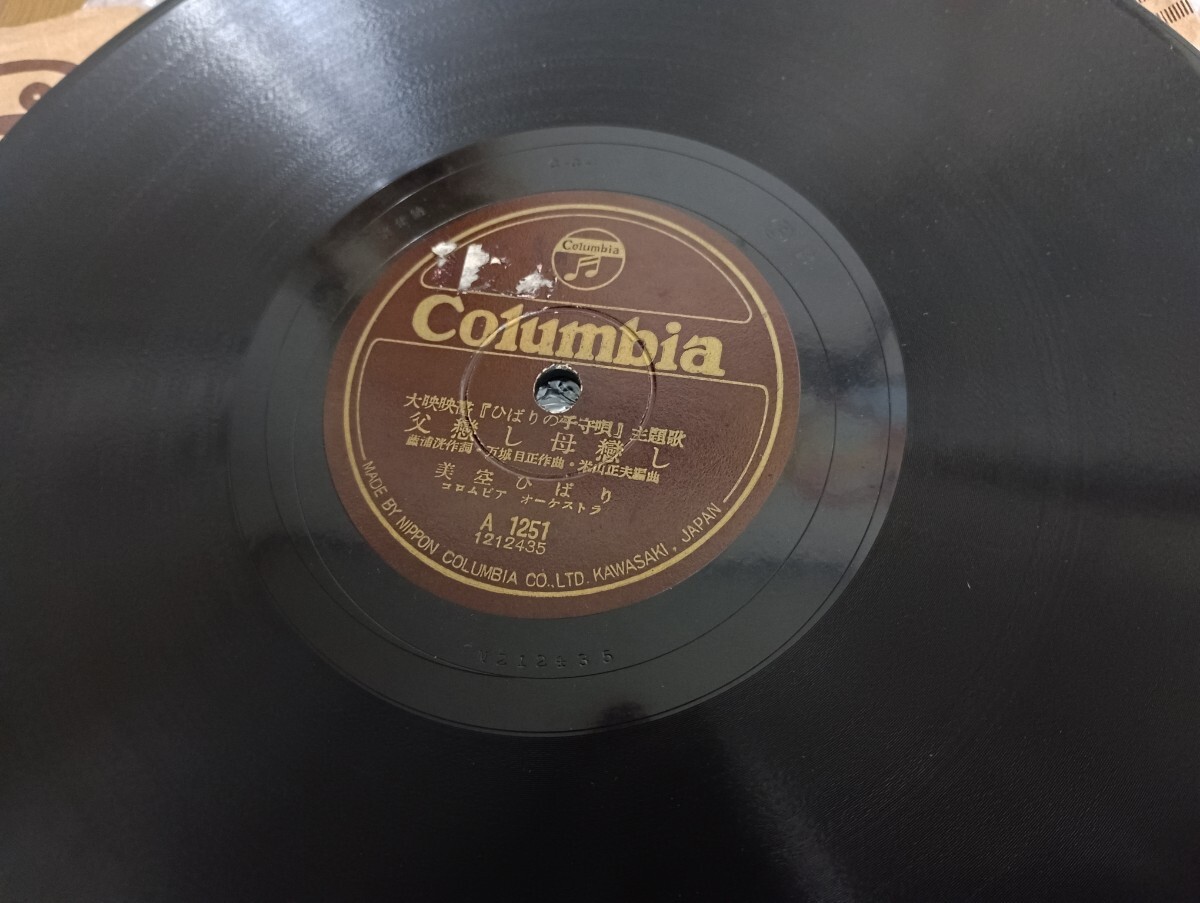 Columbia
Columbia
大映映畵『ひばりの子守唄』主題歌
父戀し母戀し
藤浦洸作詞・万城目正作曲・米山正夫編曲
美空ひばり
コロムビア オーケストラ
A 1251
1212435
MADE BY NIPPON COLUMBIA CO.,LTD. KAWASAKI, JAPAN
1212435